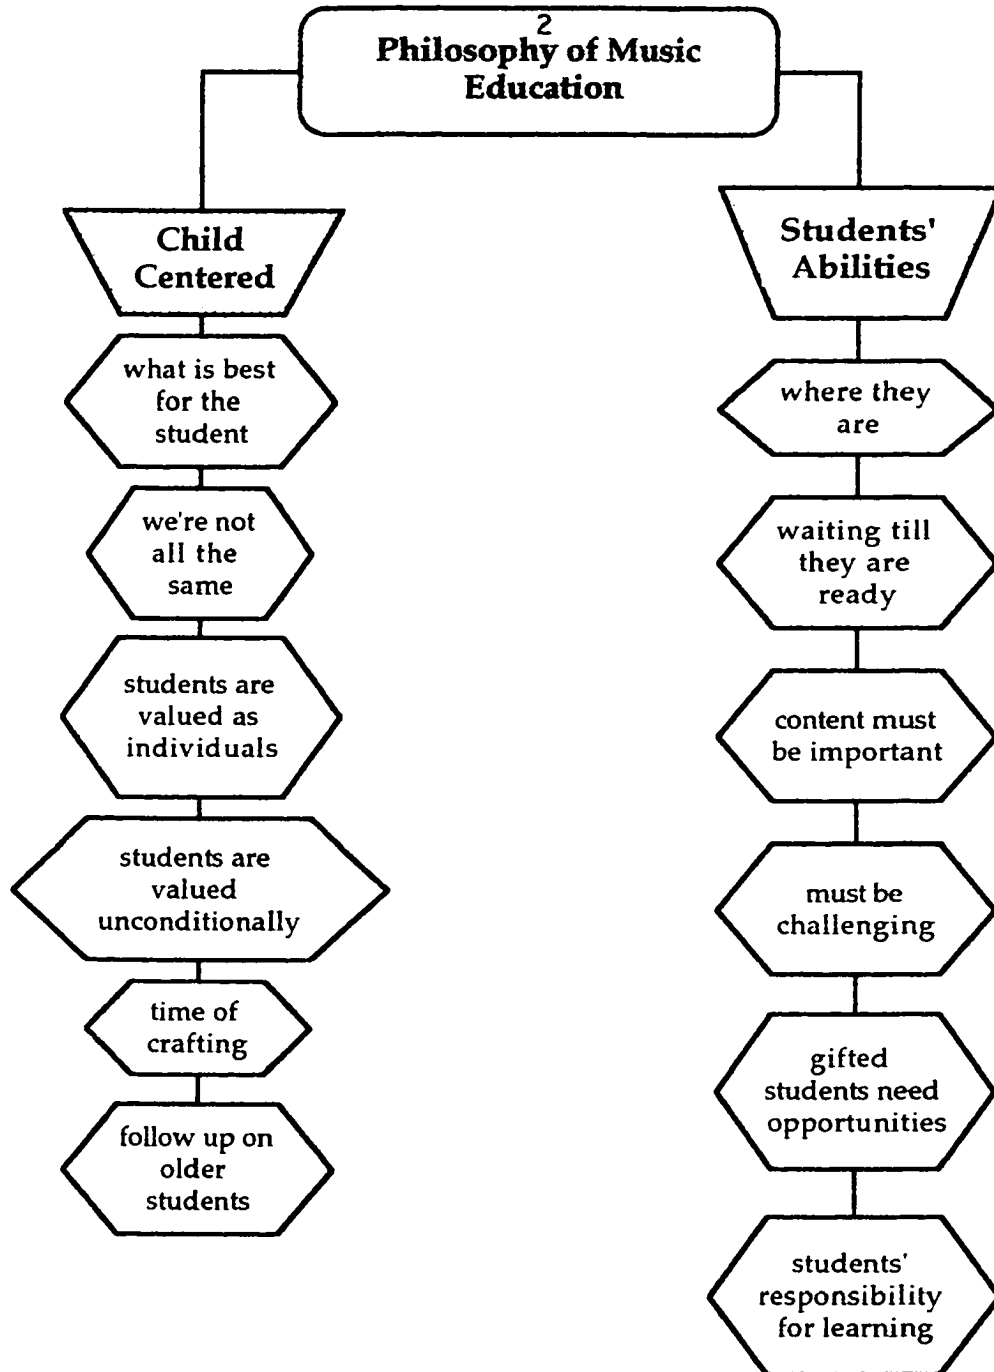 2
Philosophy of Music
Education
Child
Centered
what is best
for the
student
we're not
all the
same
students are
valued as
individuals
students are
valued
unconditionally
time of
crafting
follow up on
older
students
Students'
Abilities
where they
are
waiting till
they are
ready
content must
be important
must be
challenging
gifted
students need
opportunities
students'
responsibility
for learning